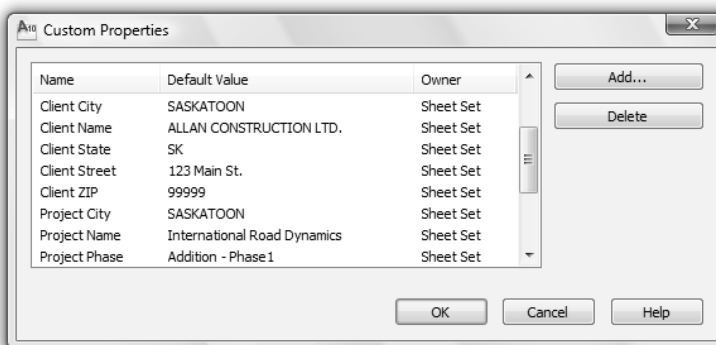 A10 Custom Properties X
Name Default Value Owner Add...
Client City SASKATOON Sheet Set
Client Name ALLAN CONSTRUCTION LTD. Sheet Set Delete
Client State SK Sheet Set
Client Street 123 Main St. Sheet Set
Client ZIP 99999 Sheet Set
Project City SASKATOON Sheet Set
Project Name International Road Dynamics Sheet Set
Project Phase Addition - Phase1 Sheet Set
OK Cancel Help